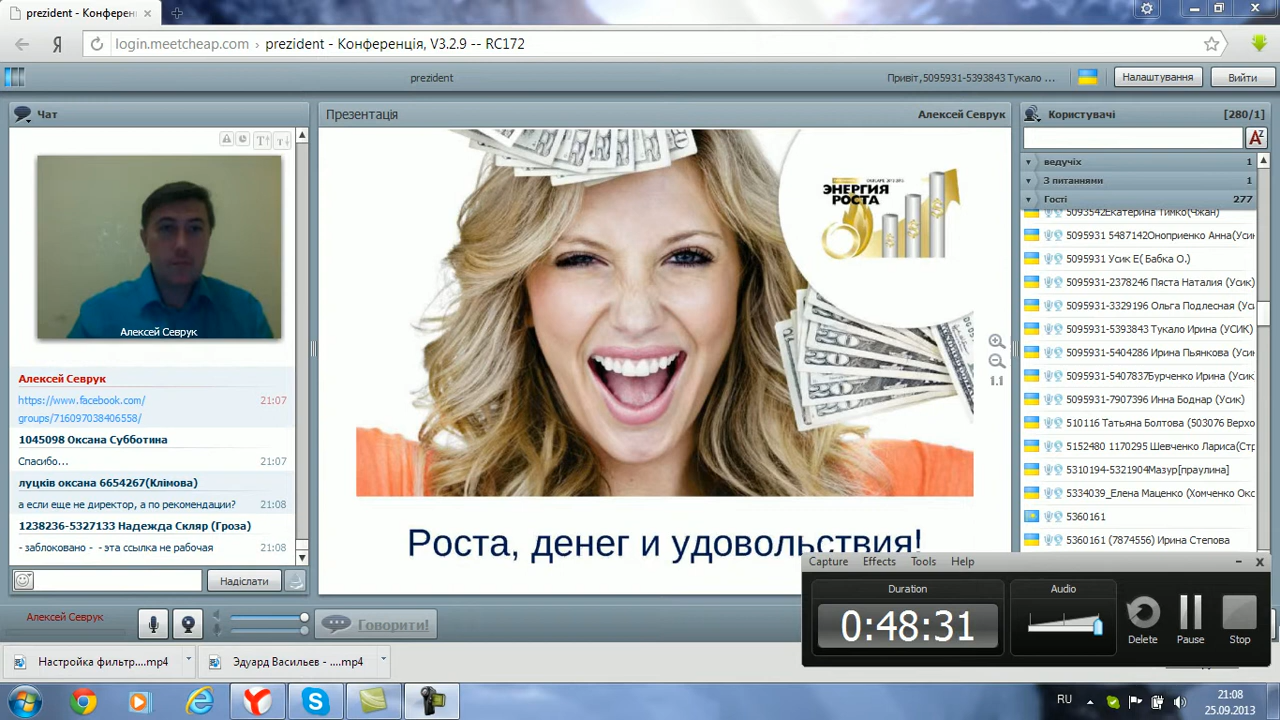 prezident - Конферен
login.meetcheap.com › prezident - Конференція, V3.2.9 -- RC172
prezident
Привіт,5095931-5393843 Тукало ...
Налаштування
Вийти
Чат
Алексей Севрук
Алексей Севрук
https://www.facebook.com/
groups/716097038406558/
21:07
1045098 Оксана Субботина
Спасибо...
21:07
луцків оксана 6654267(Клімова)
а если еще не директор, а по рекомендации?
21:08
1238236-5327133 Надежда Скляр (Гроза)
- заблоковано - - эта ссылка не рабочая
21:08
Надіслати
Презентація
Алексей Севрук
ЭНЕРГИЯ
РОСТА
1.1
Роста, денег и удовольствия!
Користувачі
[280/1]
ведучіх
1
З питаннями
1
Гості
277
5093542Екатерина Тимко(Чжан)
5095931 5487142Оноприенко Анна(Усик
5095931 Усик Е( Бабка О.)
5095931-2378246 Пяста Наталия (Усик)
5095931-3329196 Ольга Подлесная (Ус
5095931-5393843 Тукало Ирина (УСИК)
5095931-5404286 Ирина Пьянкова (Усик
5095931-5407837Бурченко Ирина (Усик
5095931-7907396 Инна Боднар (Усик)
510116 Татьяна Болтова (503076 Верхо
5152480 1170295 Шевченко Лариса(Стр
5310194-5321904Мазур[праулина]
5334039_Елена Маценко (Хомченко Окс
5360161
5360161 (7874556) Ирина Степова
Алексей Севрук
Говорити!
Capture
Effects
Tools
Help
Duration
0:48:31
Audio
Delete
Pause
Stop
Настройка фильтр....mp4
Эдуард Васильев - ....mp4
RU
21:08
25.09.2013